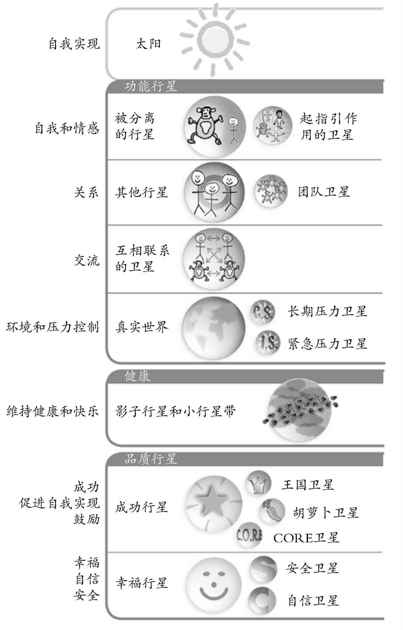 自我实现 太阳
功能行星
自我和情感
被分离
的行星
起指引作
用的卫星
关系 其他行星 团队卫星
交流
互相联系
的卫星
环境和压力控制 真实世界
C.S.
长期压力卫星
I.S.
紧急压力卫星
健康
维持健康和快乐 影子行星和小行星带
品质行星
成功
促进自我实现
鼓励
成功行星
王国卫星
胡萝卜卫星
C.O.R.E
CORE卫星
幸福
自信
安全
幸福行星
安全卫星
自信卫星